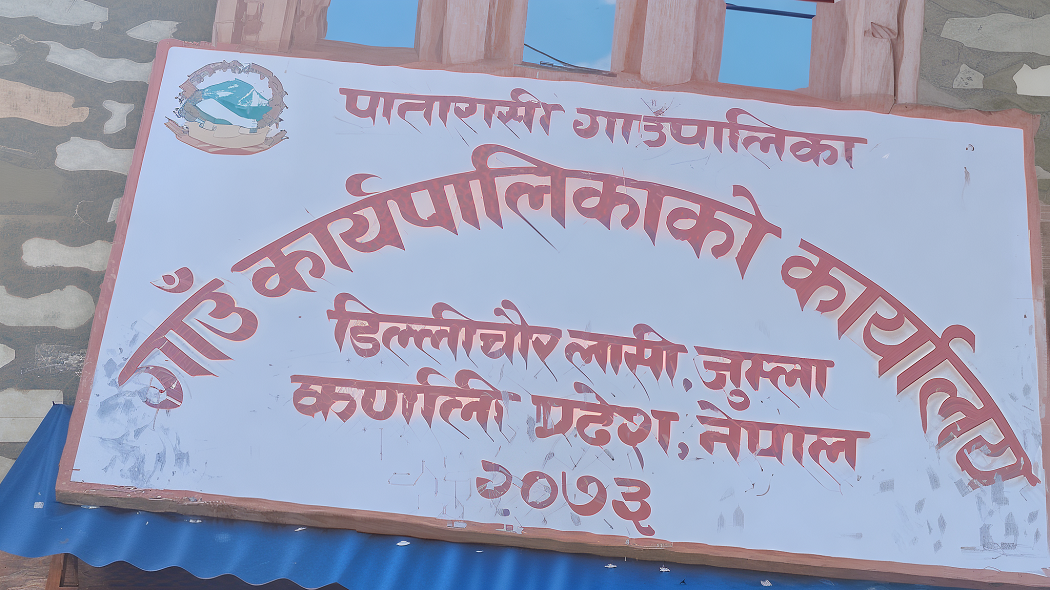 पातारासी गाउँपालिका
गाउँ कार्यपालिकाको कार्यालय
डिल्लीचौर लासी, जुम्ला
कर्णाली प्रदेश, नेपाल
२०७३